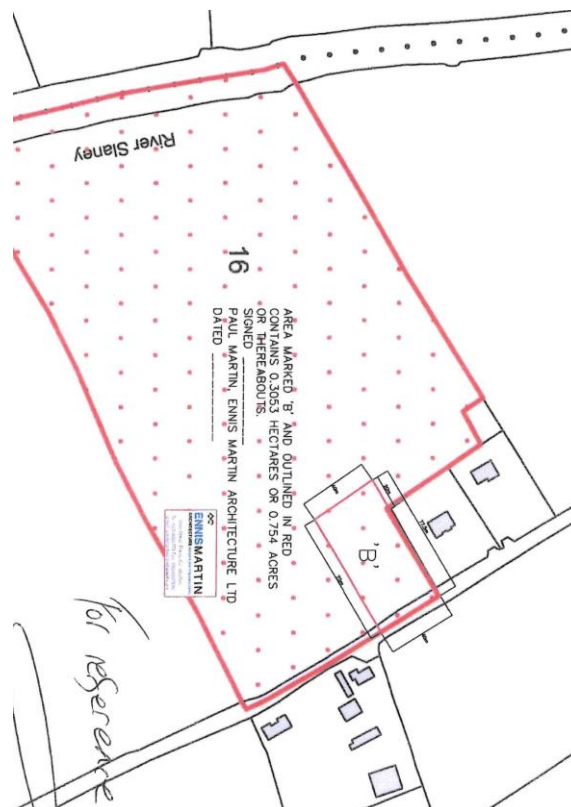 River Slaney
16
AREA MARKED 'B' AND OUTLINED IN RED
CONTAINS 0.3053 HECTARES OR 0.754 ACRES
OR THEREABOUTS.
SIGNED
PAUL MARTIN, ENNIS MARTIN ARCHITECTURE LTD
DATED
'B'
ENNISMARTIN
For reference